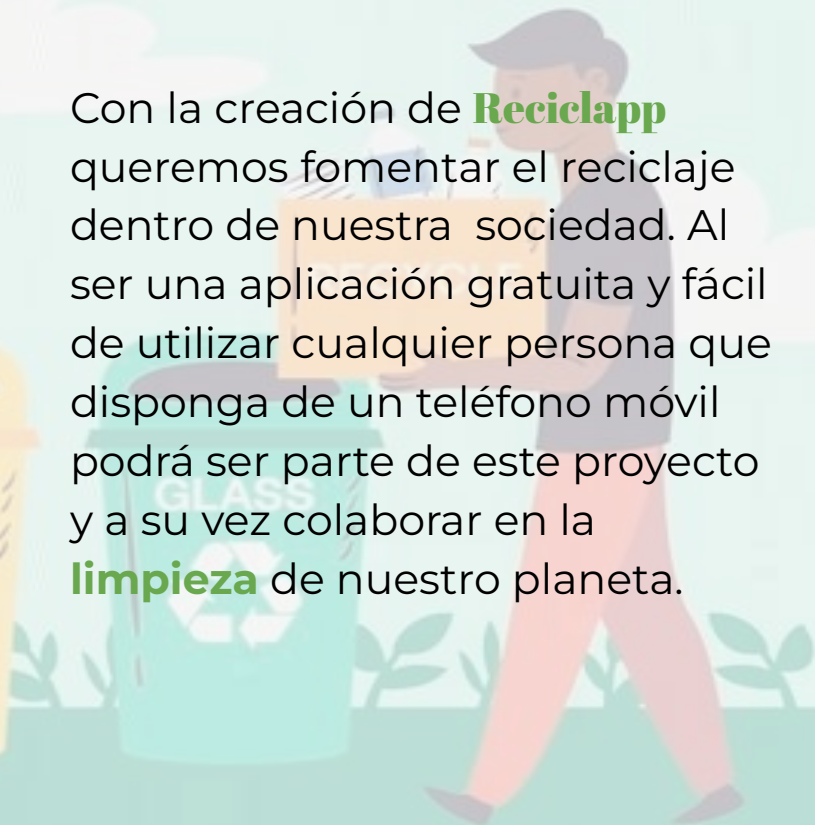 Con la creación de Reciclapp
queremos fomentar el reciclaje
dentro de nuestra  sociedad. Al
ser una aplicación gratuita y fácil
de utilizar cualquier persona que
disponga de un teléfono móvil
podrá ser parte de este proyecto
y a su vez colaborar en la
limpieza de nuestro planeta.
RECYCLE
GLASS